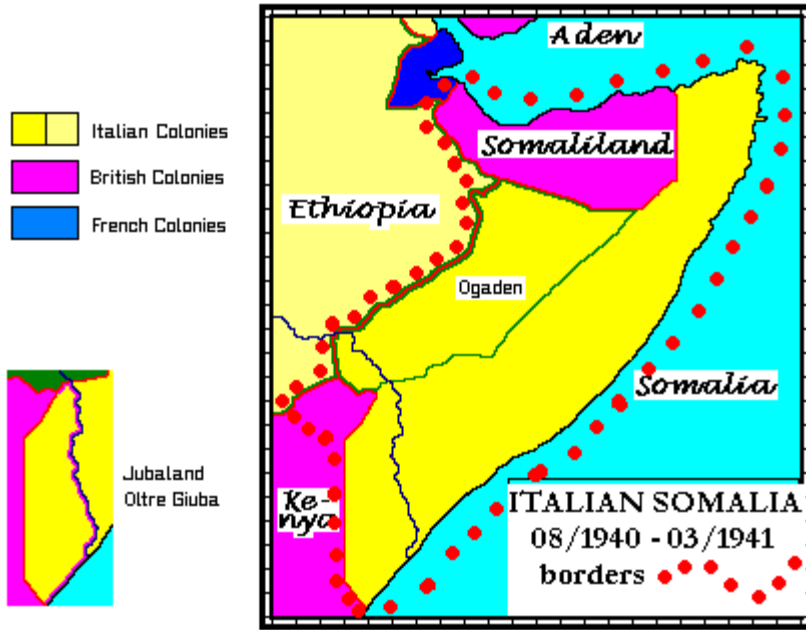 Aden
Italian Colonies
Somaliland
British Colonies
Ethiopia
French Colonies
Ogaden
Somalia
Jubaland
Oltre Giuba
Ke-
nya
ITALIAN SOMALIA
08/1940 - 03/1941
borders